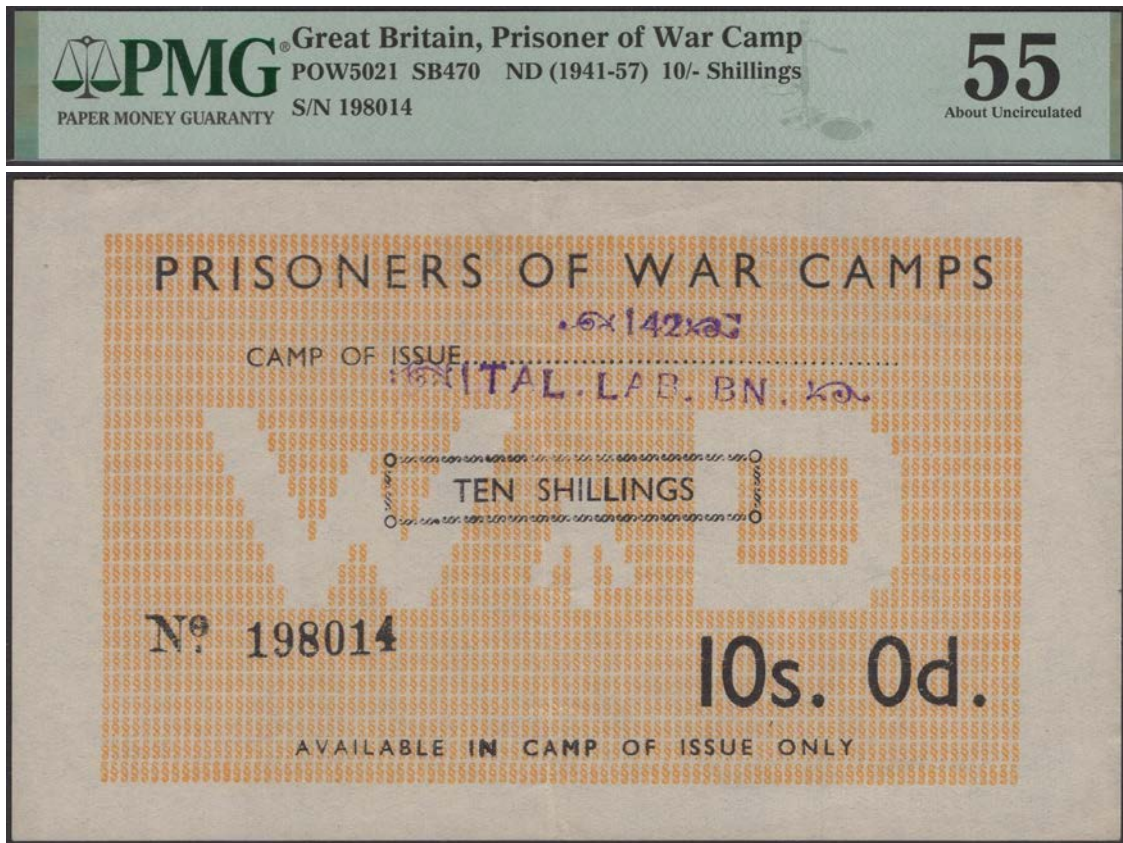 PMG®
PAPER MONEY GUARANTY
Great Britain, Prisoner of War Camp
POW5021 SB470 ND (1941-57) 10/- Shillings
S/N 198014
55
About Uncirculated
PRISONERS OF WAR CAMPS
142
CAMP OF ISSUE
ITAL. LAB. BN.
W D
TEN SHILLINGS
Nº. 198014
10s. 0d.
AVAILABLE IN CAMP OF ISSUE ONLY